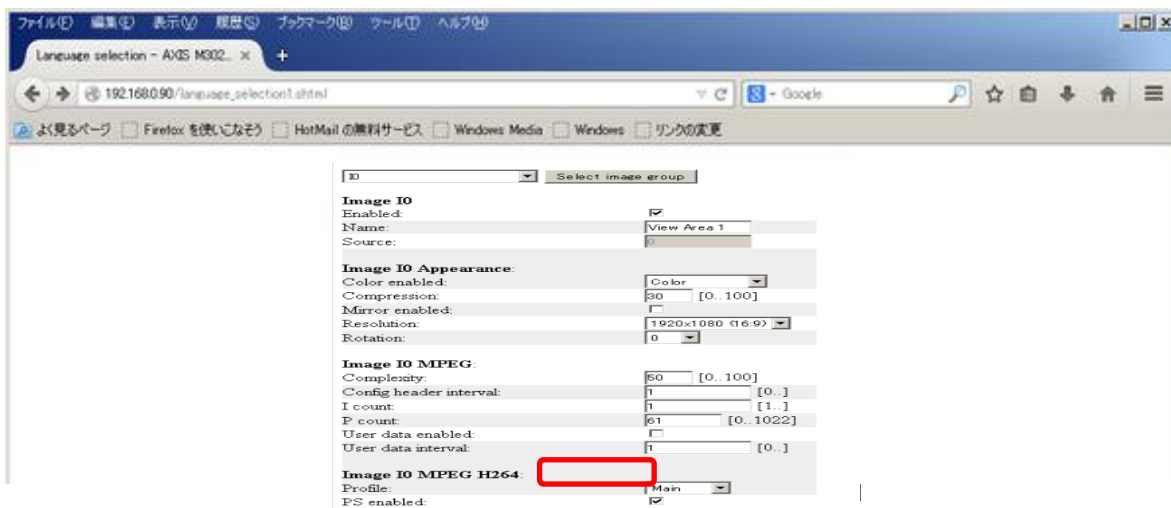 ファイル(F) 編集(E) 表示(V) 履歴(S) ブックマーク(B) ツール(T) ヘルプ(H)
Language selection - AXIS M302... × +
192.168.0.90/language_selection1.shtml
Google
よく見るページ Firefox を使いこなそう HotMail の無料サービス Windows Media Windows リンクの変更
I0 Select image group
Image I0
Enabled:
Name: View Area 1
Source: 0
Image I0 Appearance:
Color enabled: Color
Compression: 30 [0..100]
Mirror enabled:
Resolution: 1920x1080 (16:9)
Rotation: 0
Image I0 MPEG:
Complexity: 50 [0..100]
Config header interval: 1 [0..]
I count: 1 [1..]
P count: 61 [0..1022]
User data enabled:
User data interval: 1 [0..]
Image I0 MPEG H264:
Profile: Main
PS enabled: